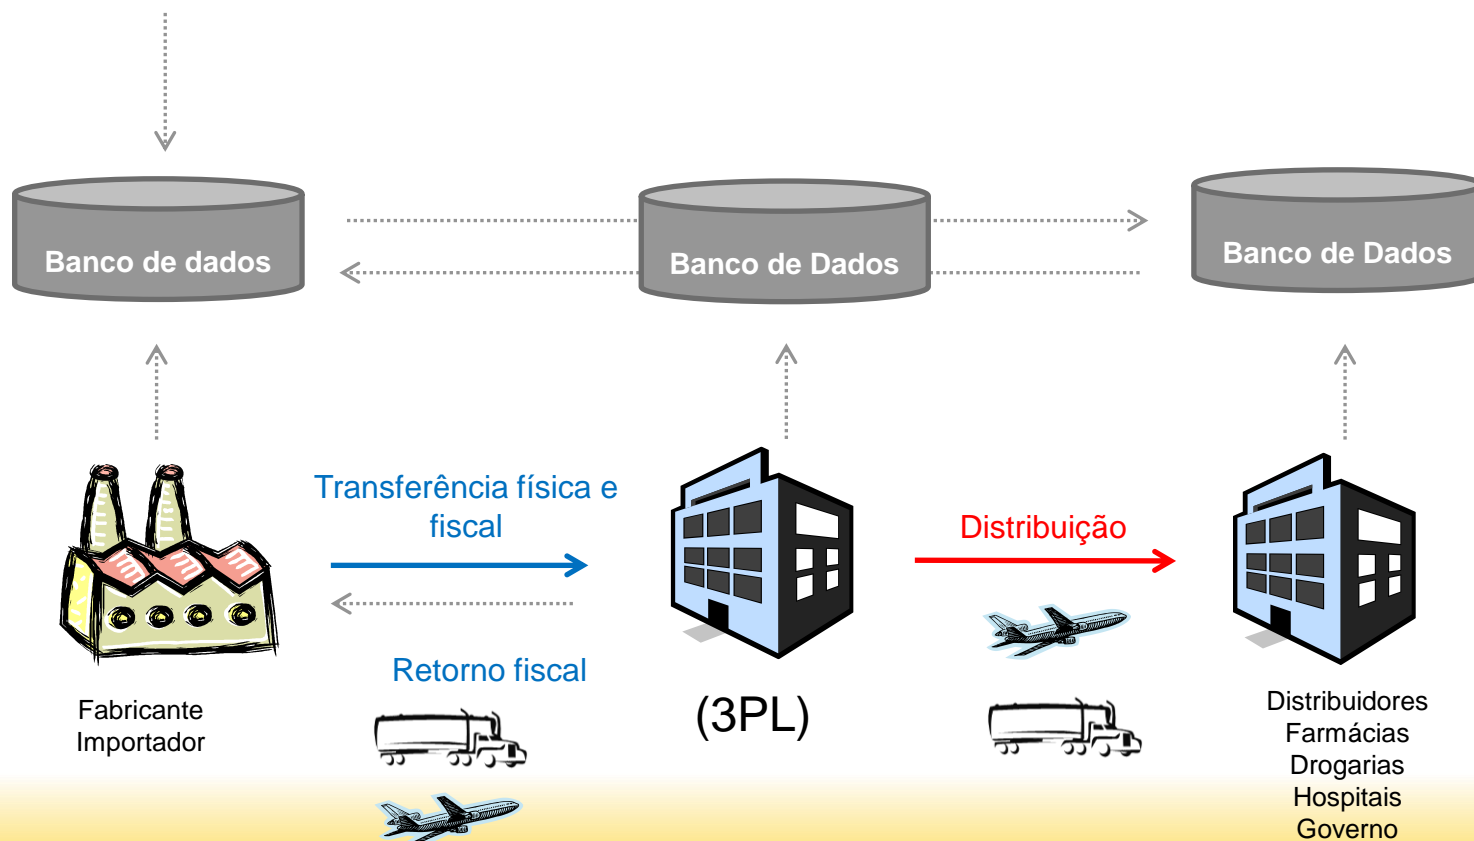 Banco de dados
Banco de Dados
Banco de Dados
Transferência física e
fiscal
Distribuição
Retorno fiscal
Fabricante
Importador
(3PL)
Distribuidores
Farmácias
Drogarias
Hospitais
Governo